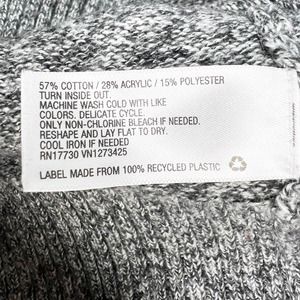 57% COTTON / 28% ACRYLIC / 15% POLYESTER
TURN INSIDE OUT.
MACHINE WASH COLD WITH LIKE
COLORS. DELICATE CYCLE.
ONLY NON-CHLORINE BLEACH IF NEEDED.
RESHAPE AND LAY FLAT TO DRY.
COOL IRON IF NEEDED
RN17730 VN1273425
LABEL MADE FROM 100% RECYCLED PLASTIC